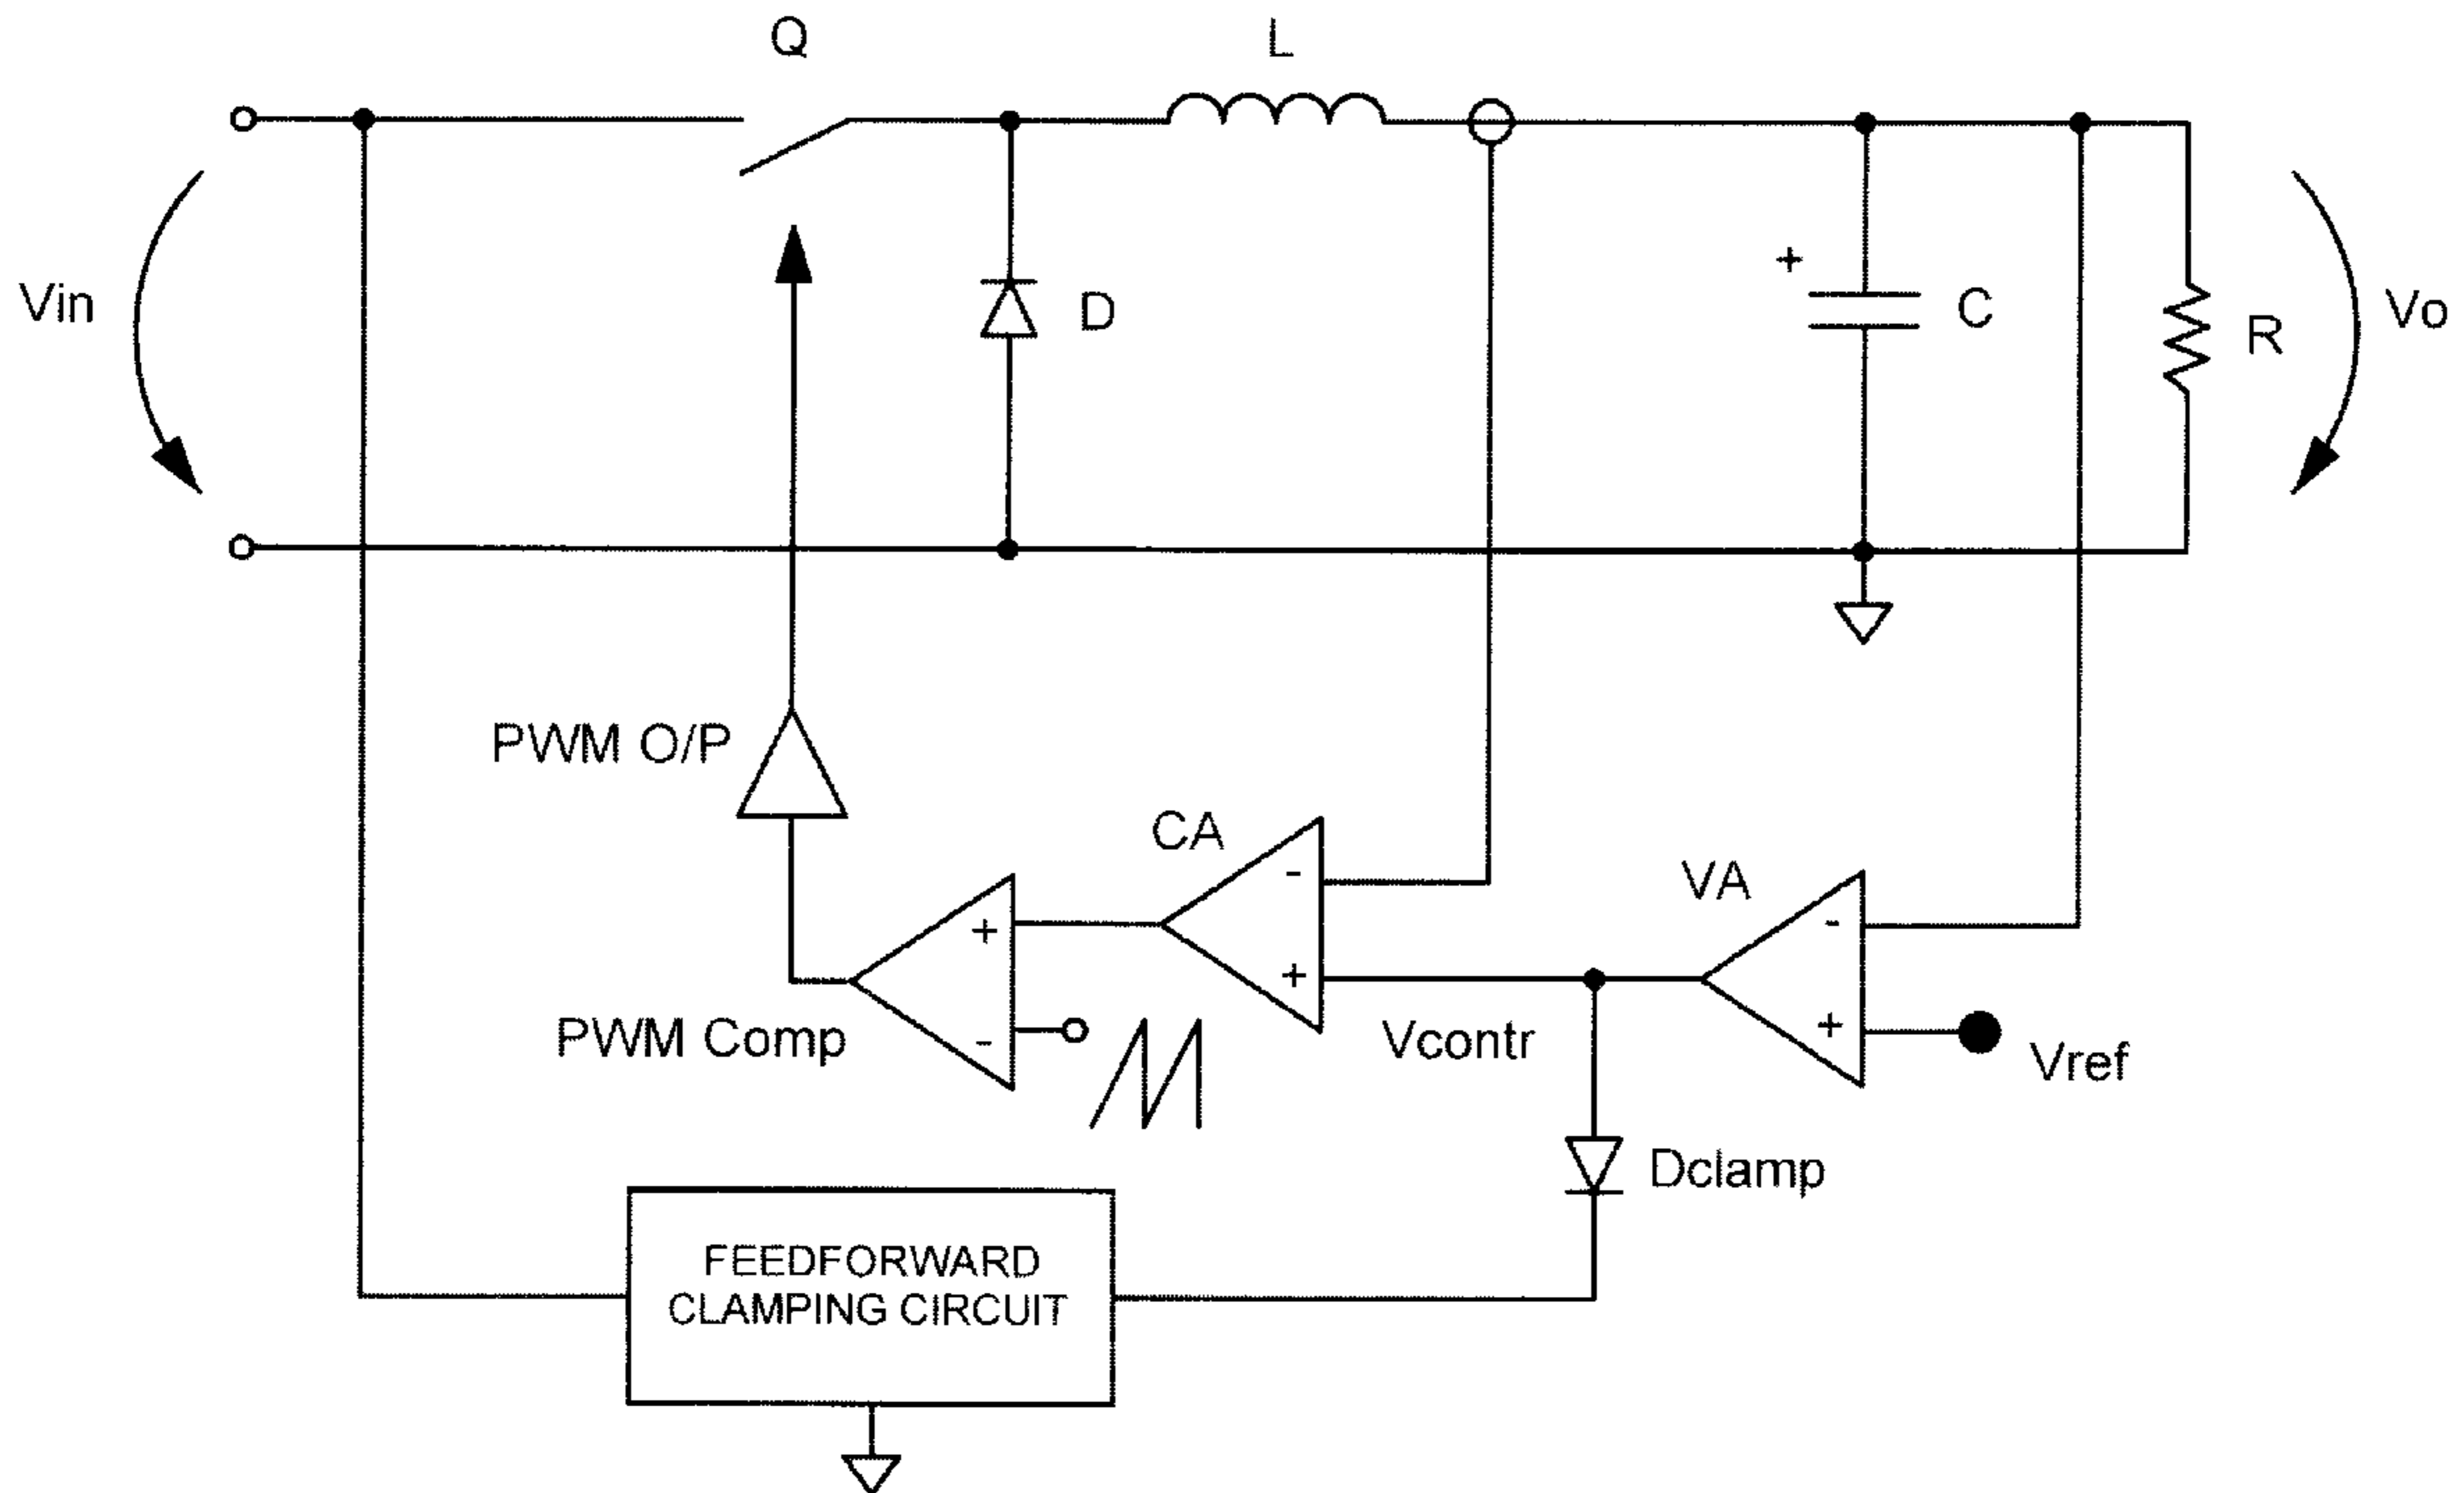 Q
L
Vin
D
+
C
R
Vo
PWM O/P
CA
-
+
VA
-
+
+
-
PWM Comp
Vcontr
Vref
Dclamp
FEEDFORWARD
CLAMPING CIRCUIT